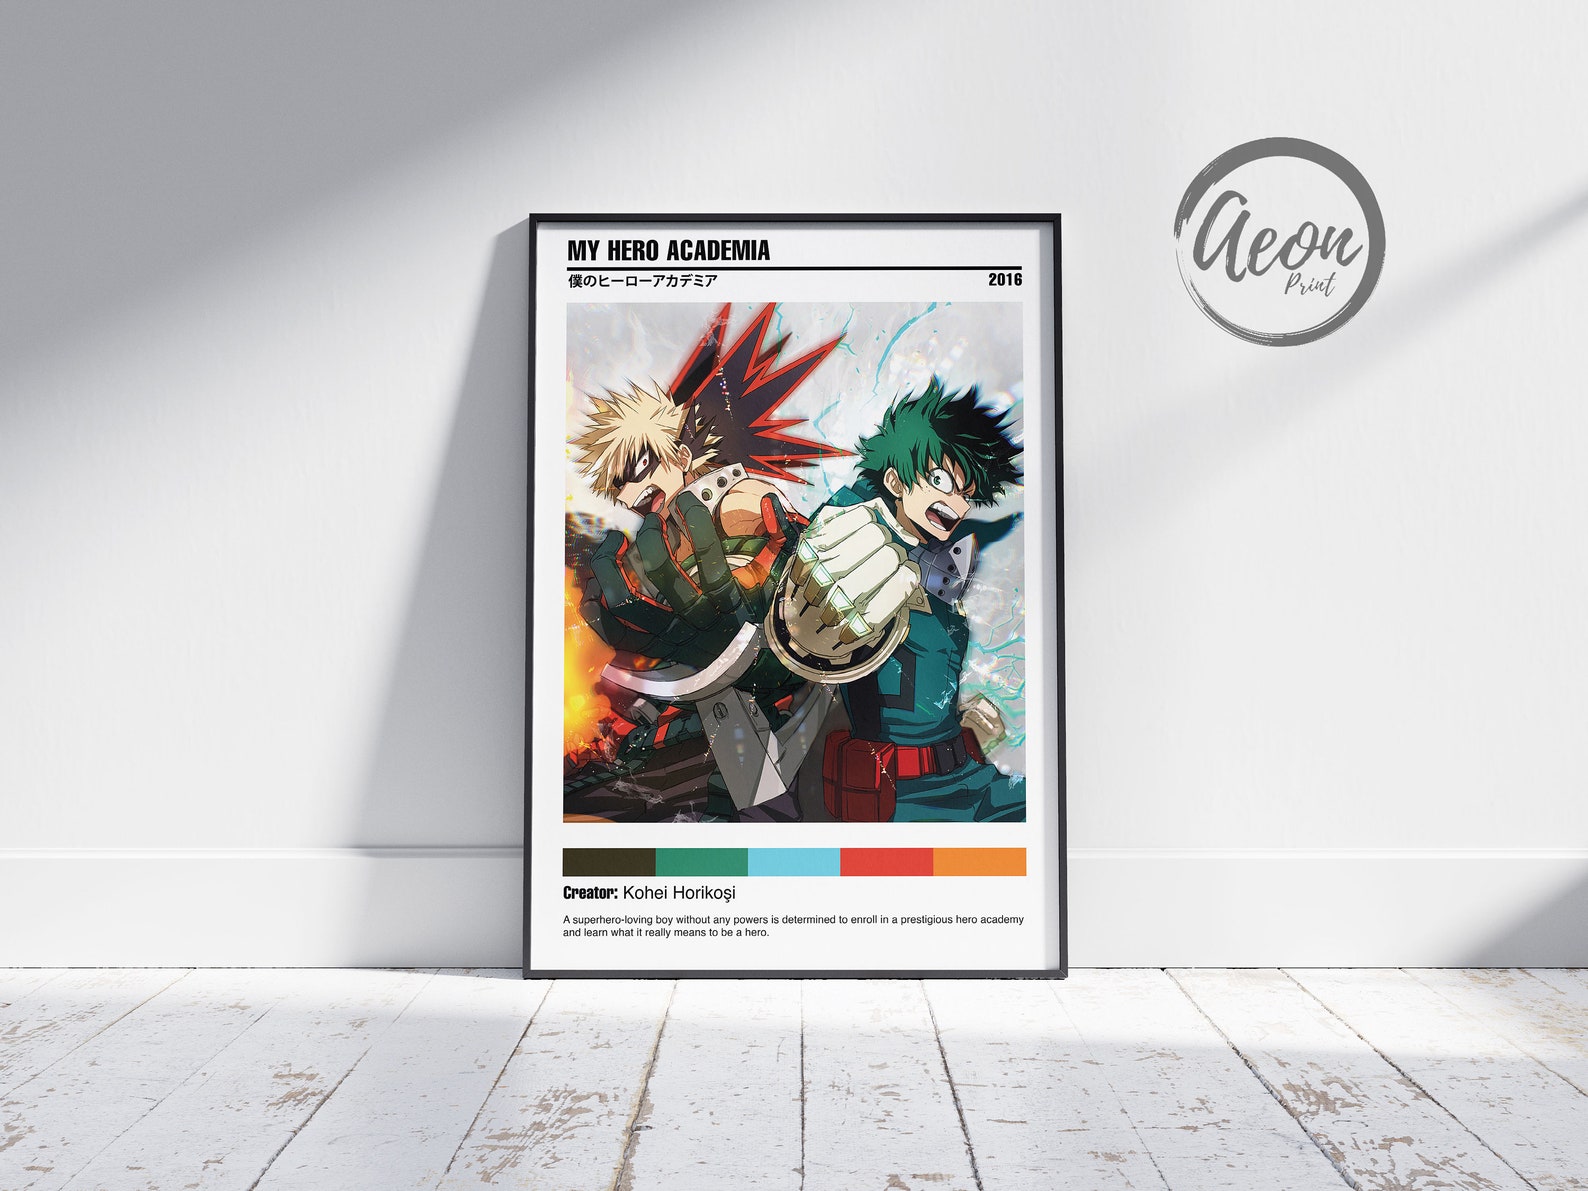 MY HERO ACADEMIA
僕のヒーローアカデミア
2016
Creator: Kohei Horikoşi
A superhero-loving boy without any powers is determined to enroll in a prestigious hero academy
and learn what it really means to be a hero.
aeon
Print